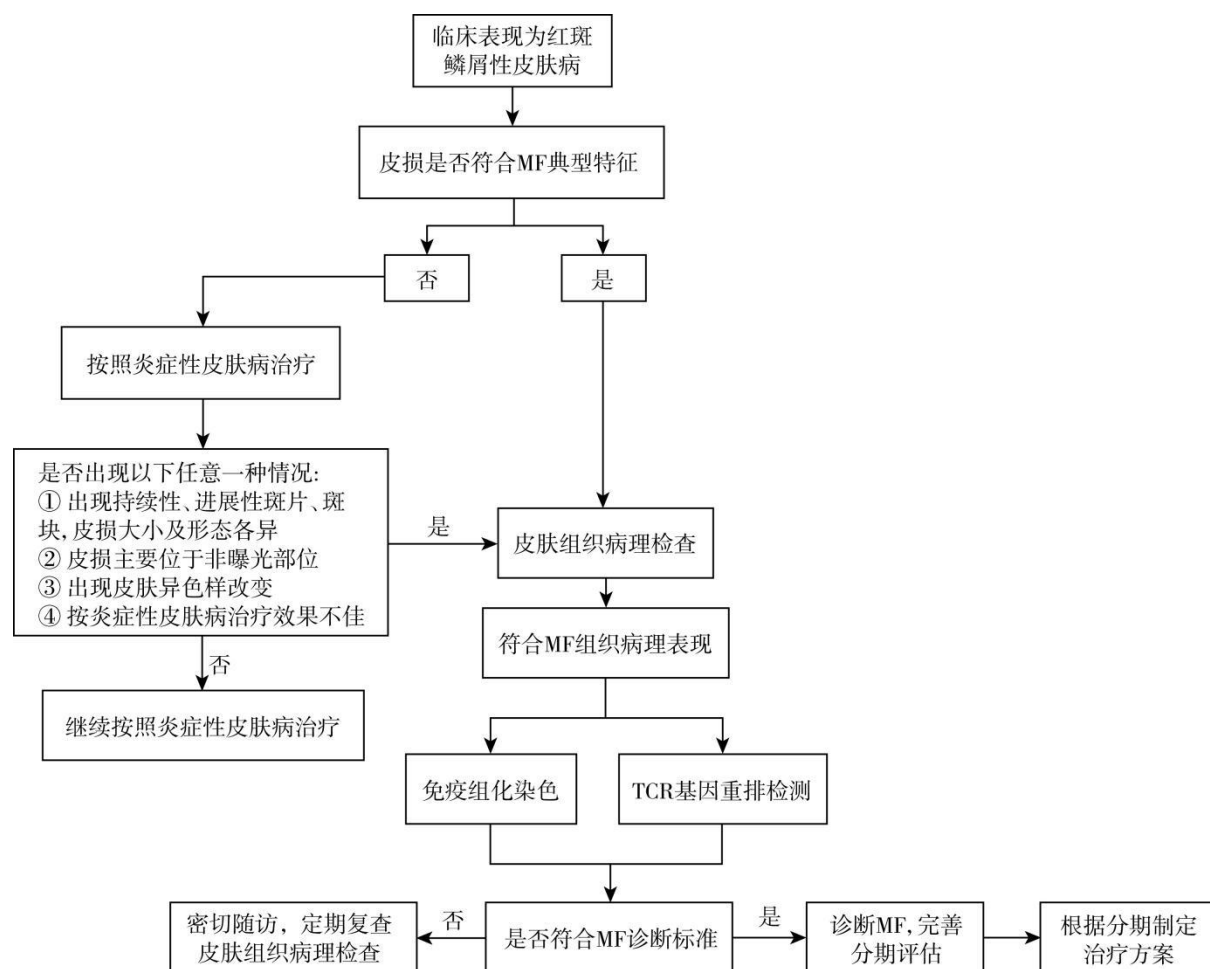 临床表现为红斑
鳞屑性皮肤病
皮损是否符合MF典型特征
否
是
按照炎症性皮肤病治疗
是否出现以下任意一种情况:
① 出现持续性、进展性斑片、斑
块,皮损大小及形态各异
② 皮损主要位于非曝光部位
③ 出现皮肤异色样改变
④ 按炎症性皮肤病治疗效果不佳
是
皮肤组织病理检查
符合MF组织病理表现
否
继续按照炎症性皮肤病治疗
免疫组化染色
TCR基因重排检测
密切随访，定期复查
皮肤组织病理检查
否
是否符合MF诊断标准
是
诊断MF,完善
分期评估
根据分期制定
治疗方案